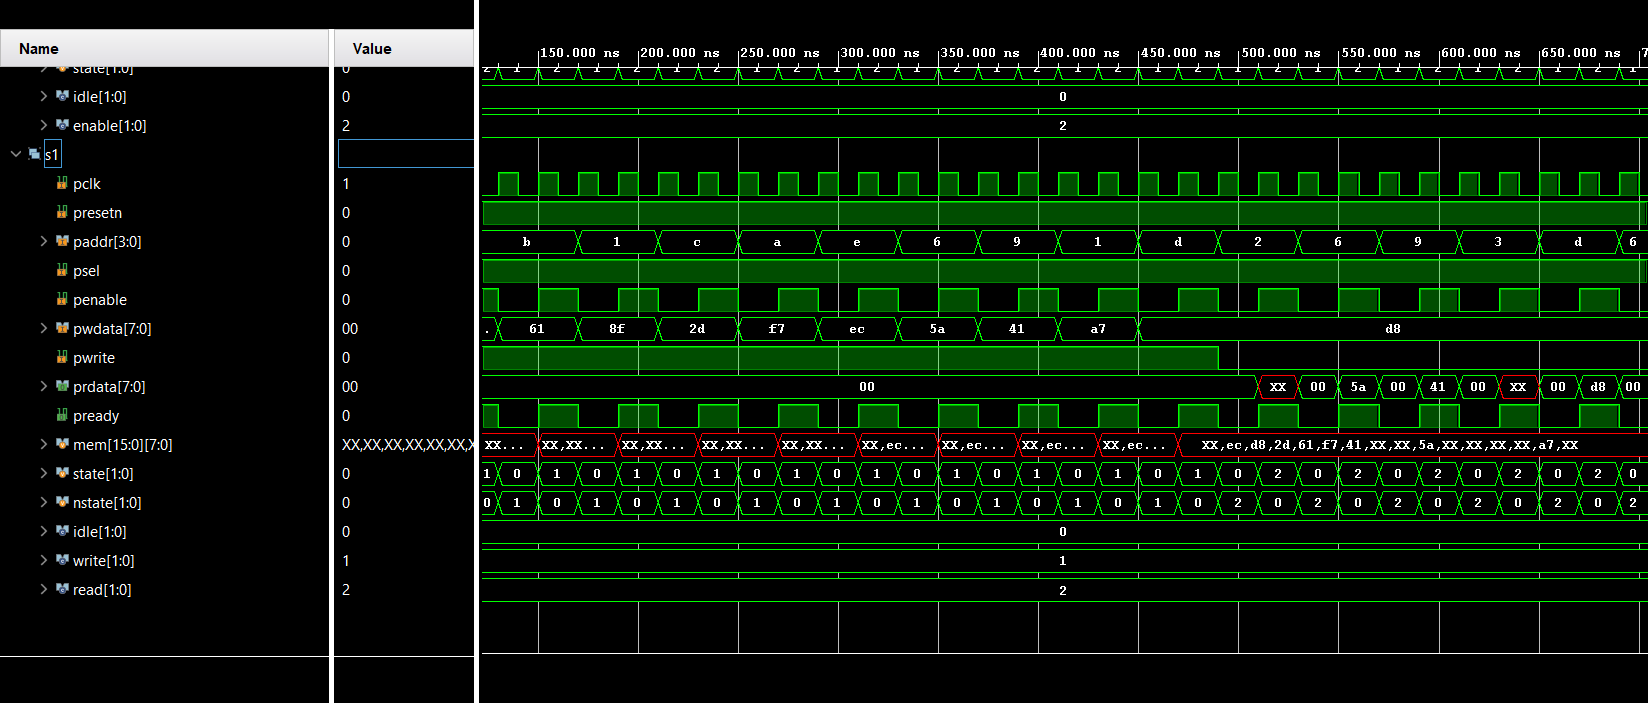 Name Value
150.000 ns 200.000 ns 250.000 ns 300.000 ns 350.000 ns 400.000 ns 450.000 ns 500.000 ns 550.000 ns 600.000 ns 650.000 ns 7
state[1:0] 0 2 1 2 1 2 1 2 1 2 1 2 1 2 1 2 1 2 1 2 1 2 1 2 1 2 1 2 1 2
idle[1:0] 0 0
enable[1:0] 2 2
s1
pclk 1
presetn 0
paddr[3:0] 0 b 1 c a e 6 9 1 d 2 6 9 3 d 6
psel 0
penable 0
pwdata[7:0] 00 . 61 8f 2d f7 ec 5a 41 a7 d8
pwrite 0
prdata[7:0] 00 00 XX 00 5a 00 41 00 XX 00 d8 00
pready 0
mem[15:0][7:0] XX,XX,XX,XX,XX,XX,X XX... XX,XX... XX,XX... XX,XX... XX,XX... XX,ec... XX,ec... XX,ec... XX,ec... XX,ec,d8,2d,61,f7,41,XX,XX,5a,XX,XX,XX,XX,a7,XX
state[1:0] 0 1 0 1 0 1 0 1 0 1 0 1 0 1 0 1 0 1 0 1 0 2 0 2 0 2 0 2 0 2 0
nstate[1:0] 0 0 1 0 1 0 1 0 1 0 1 0 1 0 1 0 1 0 1 0 2 0 2 0 2 0 2 0 2 0 2
idle[1:0] 0 0
write[1:0] 1 1
read[1:0] 2 2